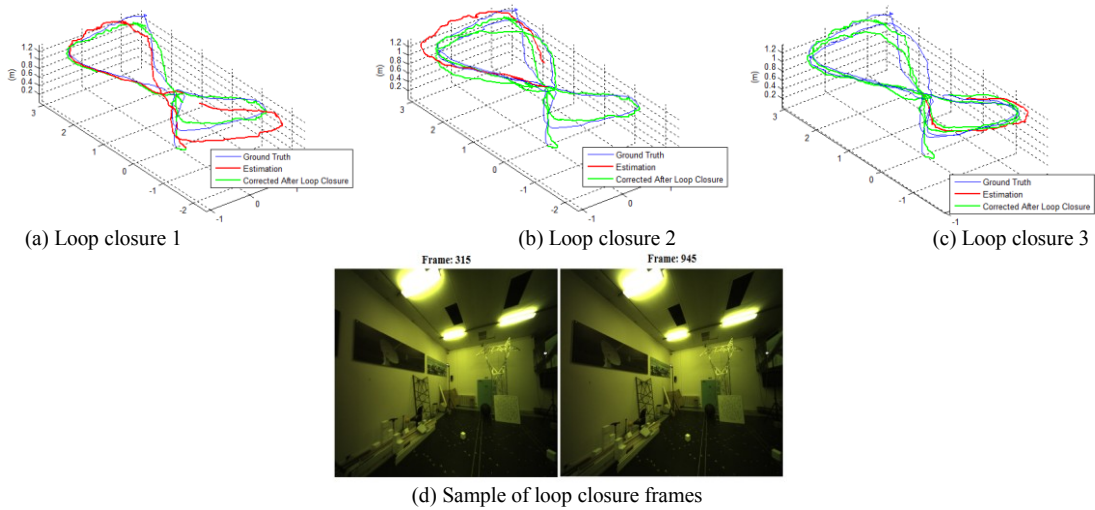 1.2
1
0.8
0.6
0.4
0.2
(m)
3
2
1
0
-1
-2
-1
0
Ground Truth
Estimation
Corrected After Loop Closure
(a) Loop closure 1
1.2
1
0.8
0.6
0.4
0.2
(m)
3
2
1
0
-1
-2
-1
0
Ground Truth
Estimation
Corrected After Loop Closure
(b) Loop closure 2
1.2
1
0.8
0.6
0.4
0.2
(m)
3
2
1
0
-1
-1
Ground Truth
Estimation
Corrected After Loop Closure
(c) Loop closure 3
Frame: 315
Frame: 945
(d) Sample of loop closure frames